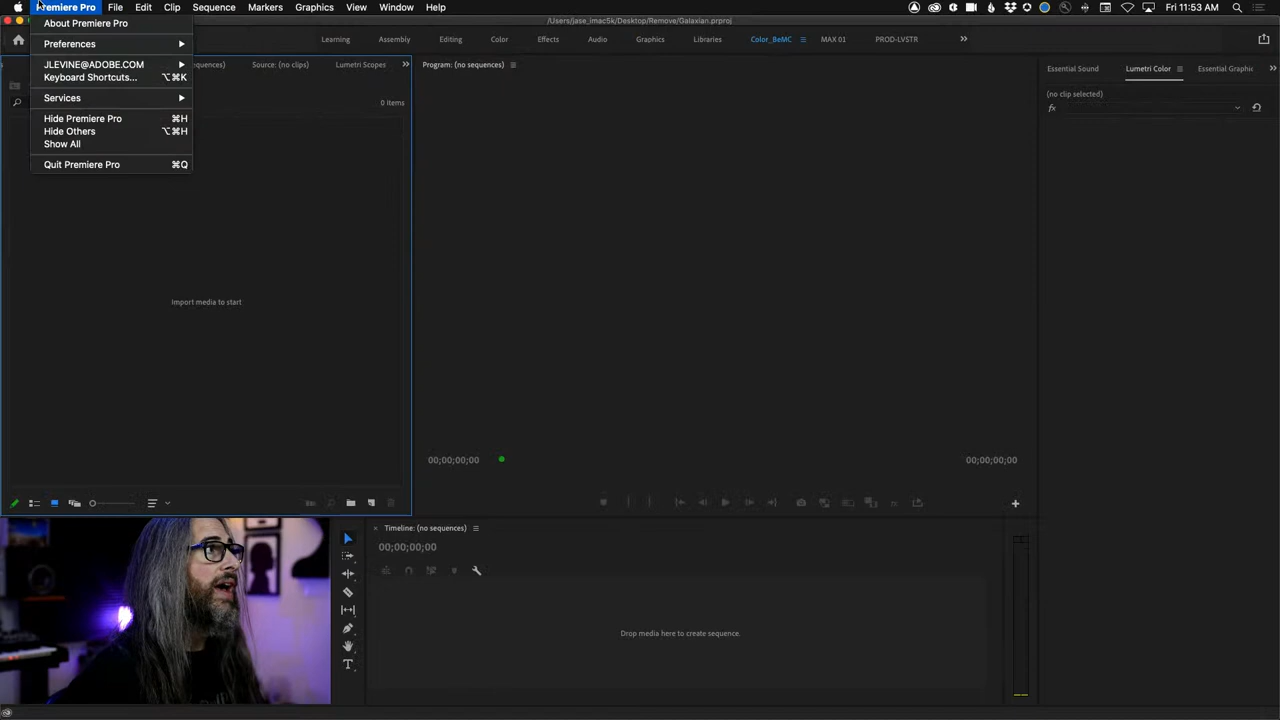 Premiere Pro File Edit Clip Sequence Markers Graphics View Window Help
Fri 11:53 AM
/Users/jase_imac5k/Desktop/Remove/Galaxian.prproj
About Premiere Pro
Preferences
JLEVINE@ADOBE.COM
Keyboard Shortcuts... ⌥⌘K
Services
Hide Premiere Pro ⌘H
Hide Others ⌥⌘H
Show All
Quit Premiere Pro ⌘Q
Learning Assembly Editing Color Effects Audio Graphics Libraries Color_BeMC MAX 01 PROD-LVSTR
Source: (no clips) Lumetri Scopes
0 items
Import media to start
Program: (no sequences)
00;00;00;00
00;00;00;00
Essential Sound Lumetri Color Essential Graphic
(no clip selected)
fx
Timeline: (no sequences)
00;00;00;00
T
Drop media here to create sequence.